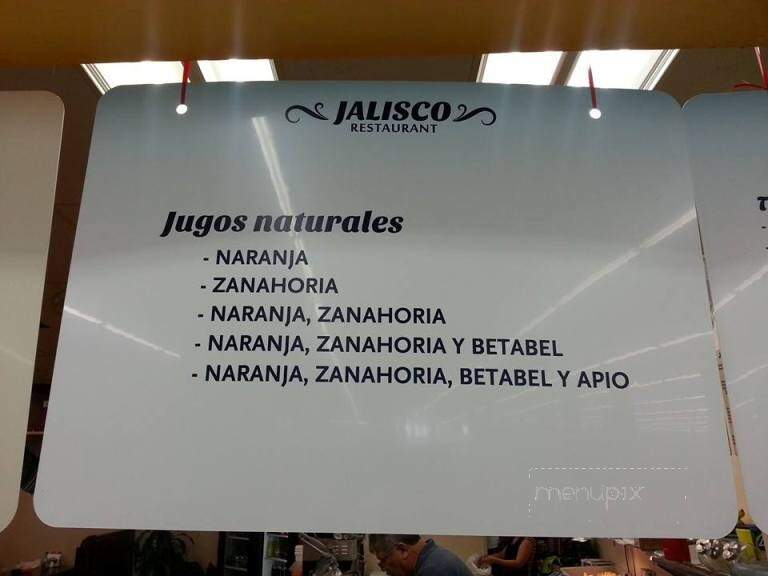 JALISCO
RESTAURANT
Jugos naturales
- NARANJA
- ZANAHORIA
- NARANJA, ZANAHORIA
- NARANJA, ZANAHORIA Y BETABEL
- NARANJA, ZANAHORIA, BETABEL Y APIO
menupix